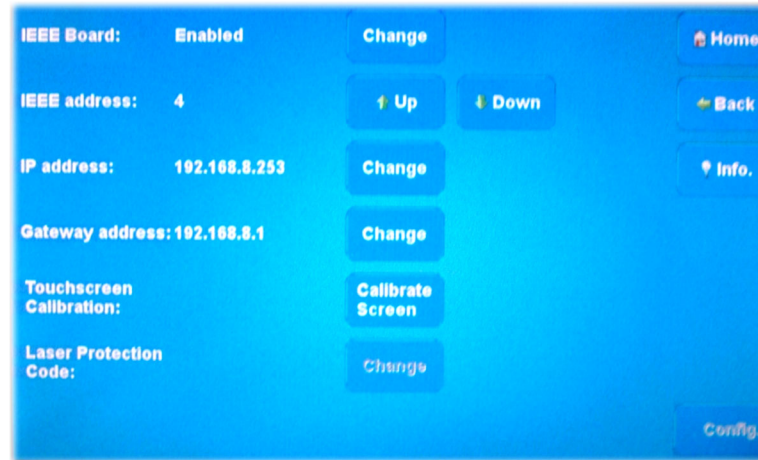 IEEE Board: Enabled Change Home
IEEE address: 4 Up Down Back
IP address: 192.168.8.253 Change Info.
Gateway address: 192.168.8.1 Change
Touchscreen
Calibration:
Calibrate
Screen
Laser Protection
Code:
Change
Config.